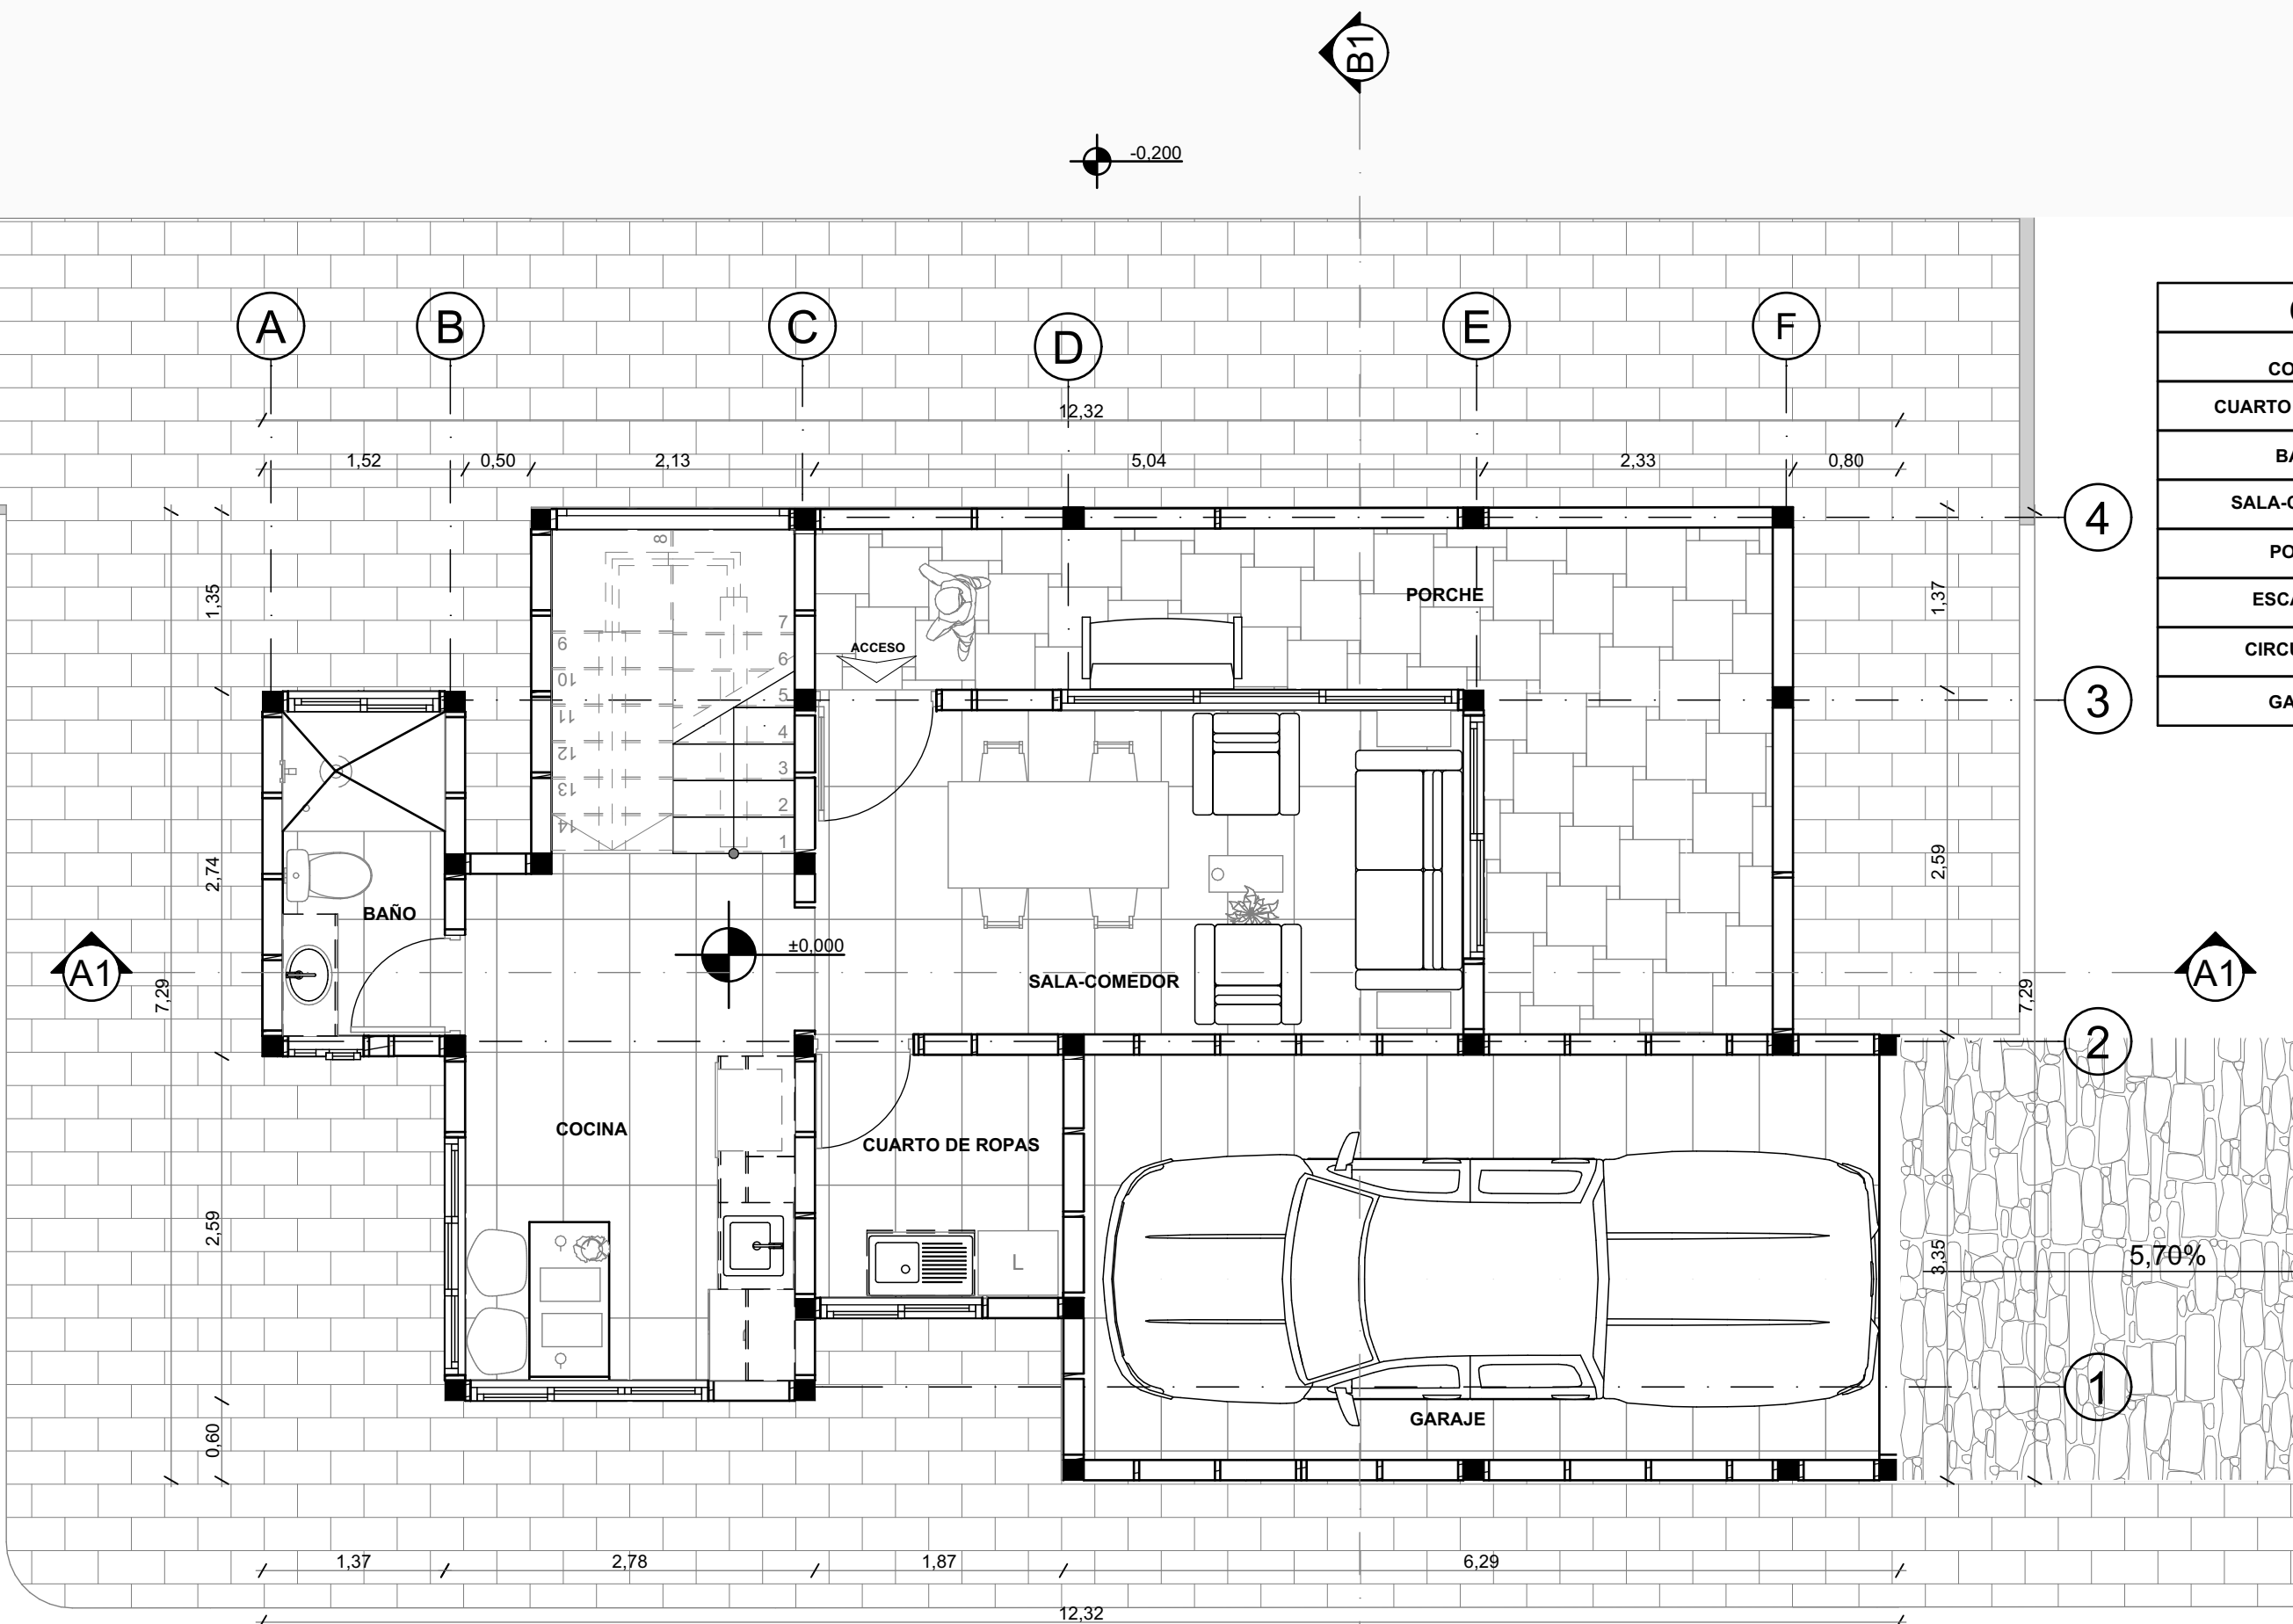 B1
-0,200
A
B
C
D
E
F
12,32
1,52
0,50
2,13
5,04
2,33
0,80
4
3
2
1
CO
CUARTO
BA
SALA-C
PO
ESCA
CIRCU
GA
8
7
6
5
4
3
2
1
9
10
11
12
13
14
ACCESO
PORCHE
1,35
2,74
7,29
2,59
0,60
1,37
2,59
7,29
3,35
BAÑO
±0,000
SALA-COMEDOR
A1
A1
COCINA
CUARTO DE ROPAS
L
GARAJE
5,70%
1,37
2,78
1,87
6,29
12,32